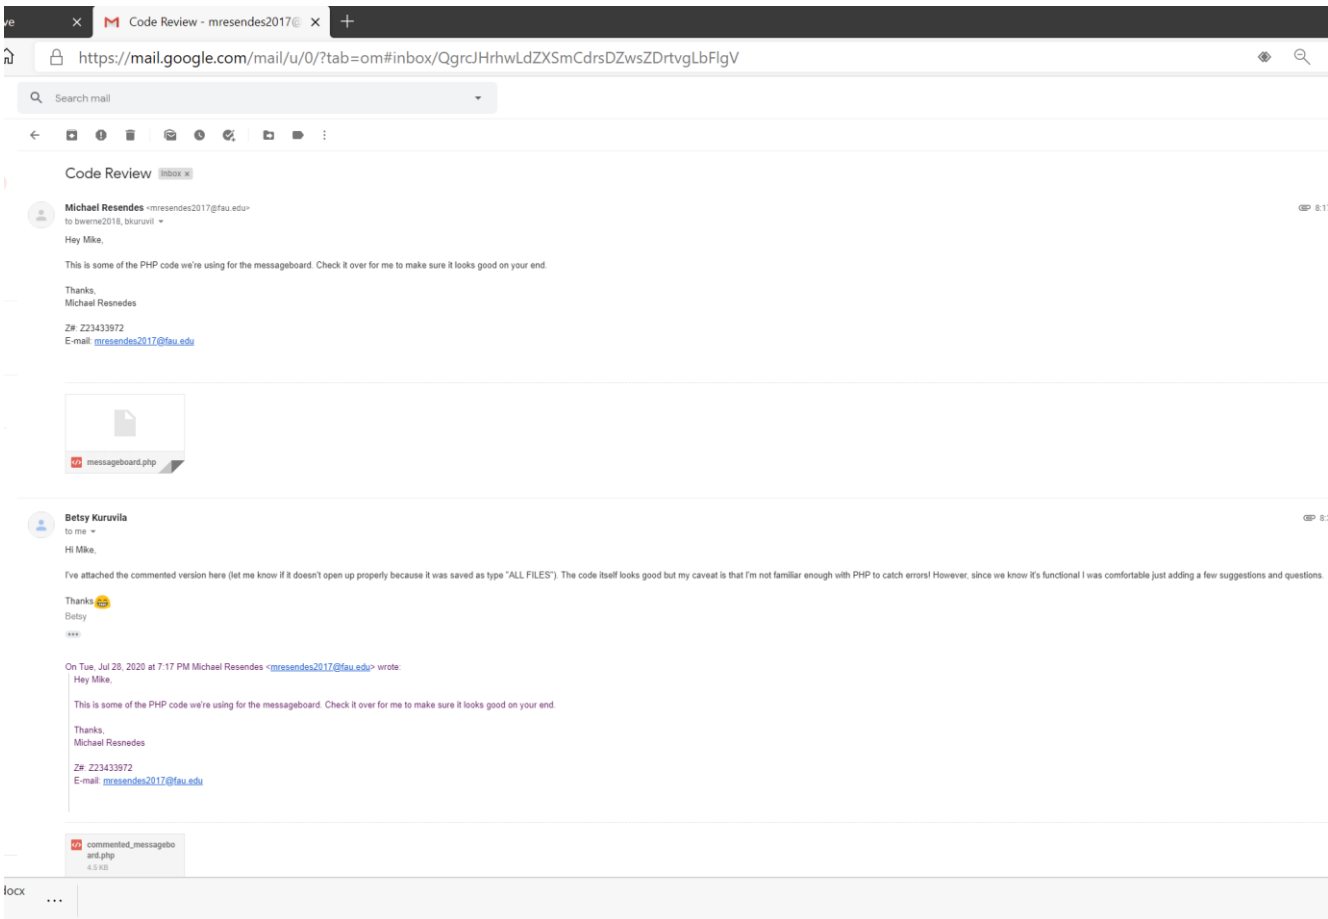 ve
Code Review - mresendes2017@
https://mail.google.com/mail/u/0/?tab=om#inbox/QgrcJHrhwLdZXSmCdrsDZwsZDrtvgLbFlgV
Search mail
Code Review Inbox x
Michael Resendes <mresendes2017@fau.edu>
8:17
to bwerne2018, bkuruvil
Hey Mike,
This is some of the PHP code we're using for the messageboard. Check it over for me to make sure it looks good on your end.
Thanks,
Michael Resnedes
Z#: Z23433972
E-mail: mresendes2017@fau.edu
messageboard.php
Betsy Kuruvila
to me
Hi Mike,
I've attached the commented version here (let me know if it doesn't open up properly because it was saved as type "ALL FILES"). The code itself looks good but my caveat is that I'm not familiar enough with PHP to catch errors! However, since we know it's functional I was comfortable just adding a few suggestions and questions.
Thanks 😂
Betsy
On Tue, Jul 28, 2020 at 7:17 PM Michael Resendes <mresendes2017@fau.edu> wrote:
Hey Mike,
This is some of the PHP code we're using for the messageboard. Check it over for me to make sure it looks good on your end.
Thanks,
Michael Resnedes
Z#: Z23433972
E-mail: mresendes2017@fau.edu
commented_messagebo
ard.php
4.5 KB
docx